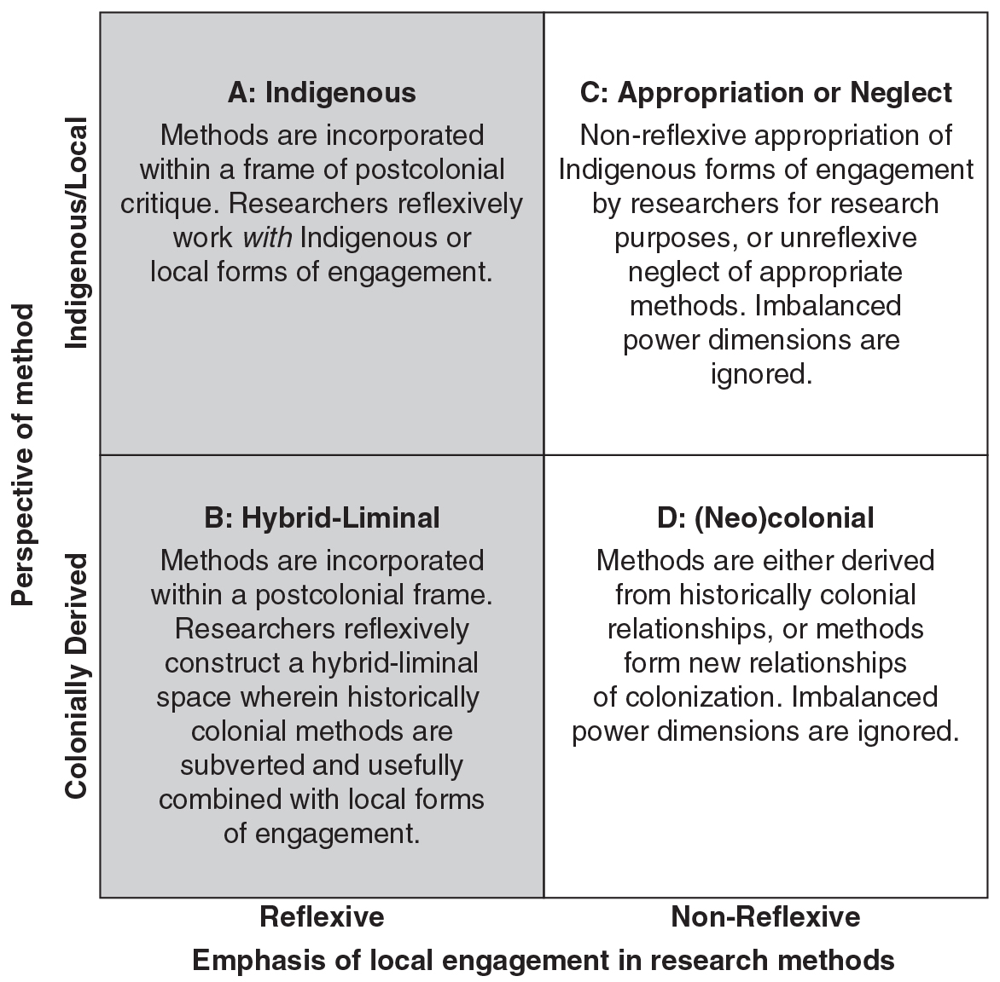 Perspective of method
Indigenous/Local
A: Indigenous
Methods are incorporated
within a frame of postcolonial
critique. Researchers reflexively
work with Indigenous or
local forms of engagement.
C: Appropriation or Neglect
Non-reflexive appropriation of
Indigenous forms of engagement
by researchers for research
purposes, or unreflexive
neglect of appropriate
methods. Imbalanced
power dimensions are
ignored.
Colonially Derived
B: Hybrid-Liminal
Methods are incorporated
within a postcolonial frame.
Researchers reflexively
construct a hybrid-liminal
space wherein historically
colonial methods are
subverted and usefully
combined with local forms
of engagement.
D: (Neo)colonial
Methods are either derived
from historically colonial
relationships, or methods
form new relationships
of colonization. Imbalanced
power dimensions are ignored.
Reflexive
Non-Reflexive
Emphasis of local engagement in research methods